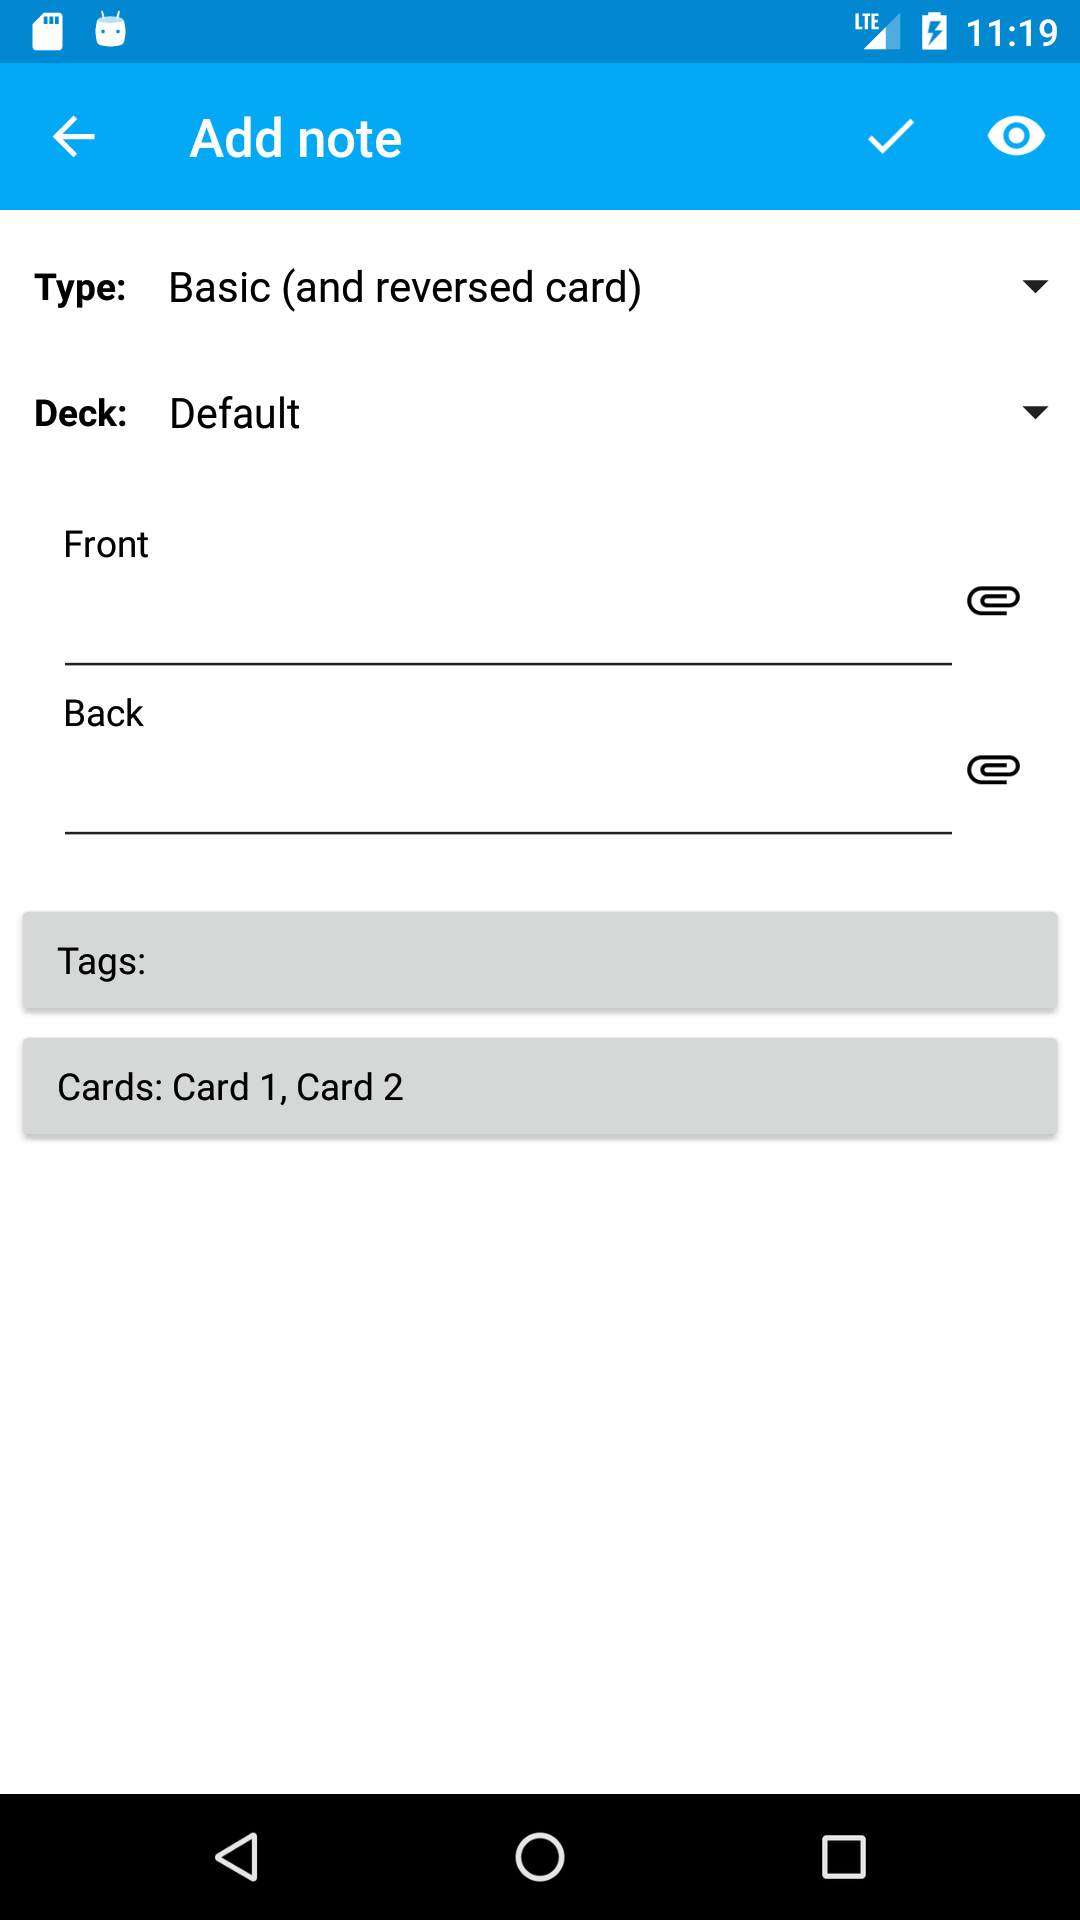 LTE 11:19
Add note
Type: Basic (and reversed card)
Deck: Default
Front
Back
Tags:
Cards: Card 1, Card 2